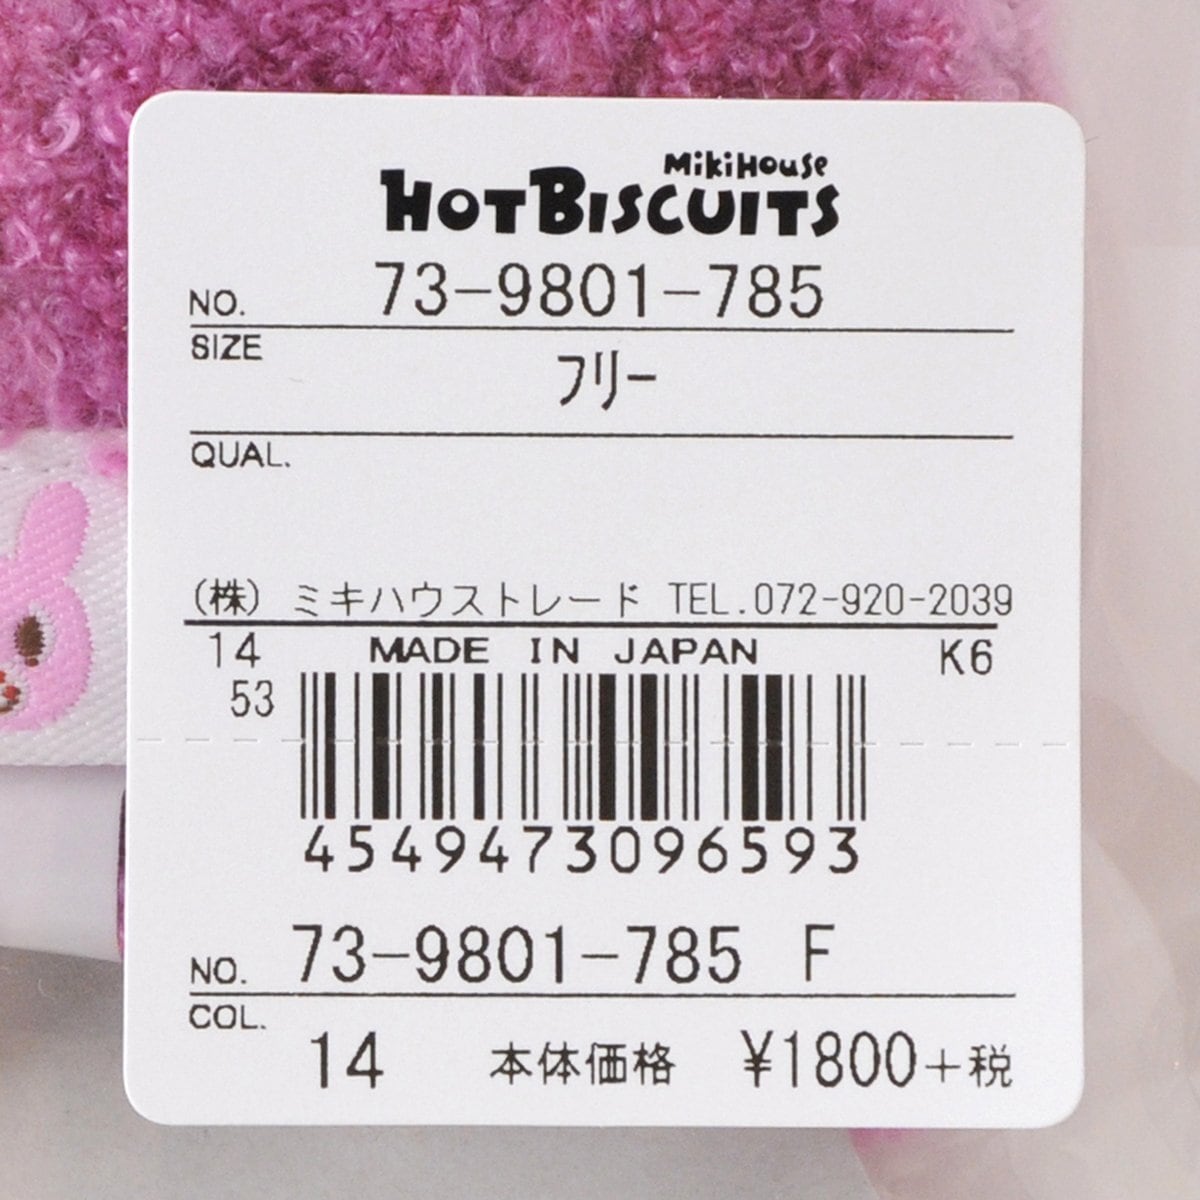 MiKiHOUSE
HOTBISCUITS
NO. 73-9801-785
SIZE
フリー
QUAL.
(株) ミキハウストレード TEL.072-920-2039
14 MADE IN JAPAN K6
53
4549473096593
NO. 73-9801-785 F
COL.
14 本体価格 ¥1800+税